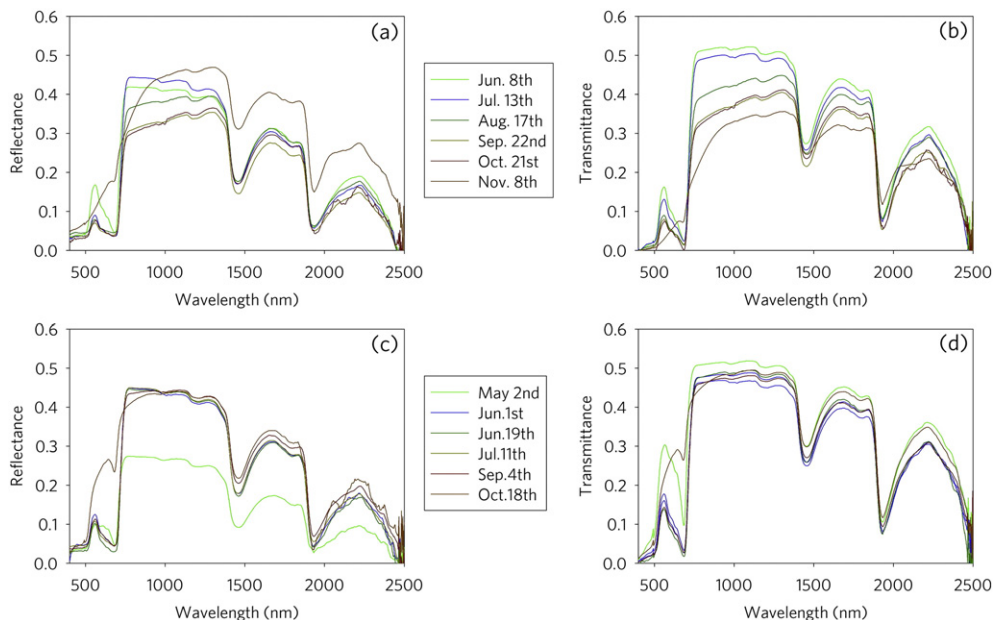 (a)
Reflectance
0.6
0.5
0.4
0.3
0.2
0.1
0.0
500 1000 1500 2000 2500
Wavelength (nm)
Jun. 8th
Jul. 13th
Aug. 17th
Sep. 22nd
Oct. 21st
Nov. 8th
(b)
Transmittance
0.6
0.5
0.4
0.3
0.2
0.1
0.0
500 1000 1500 2000 2500
Wavelength (nm)
(c)
Reflectance
0.6
0.5
0.4
0.3
0.2
0.1
0.0
500 1000 1500 2000 2500
Wavelength (nm)
May 2nd
Jun.1st
Jun.19th
Jul.11th
Sep.4th
Oct.18th
(d)
Transmittance
0.6
0.5
0.4
0.3
0.2
0.1
0.0
500 1000 1500 2000 2500
Wavelength (nm)